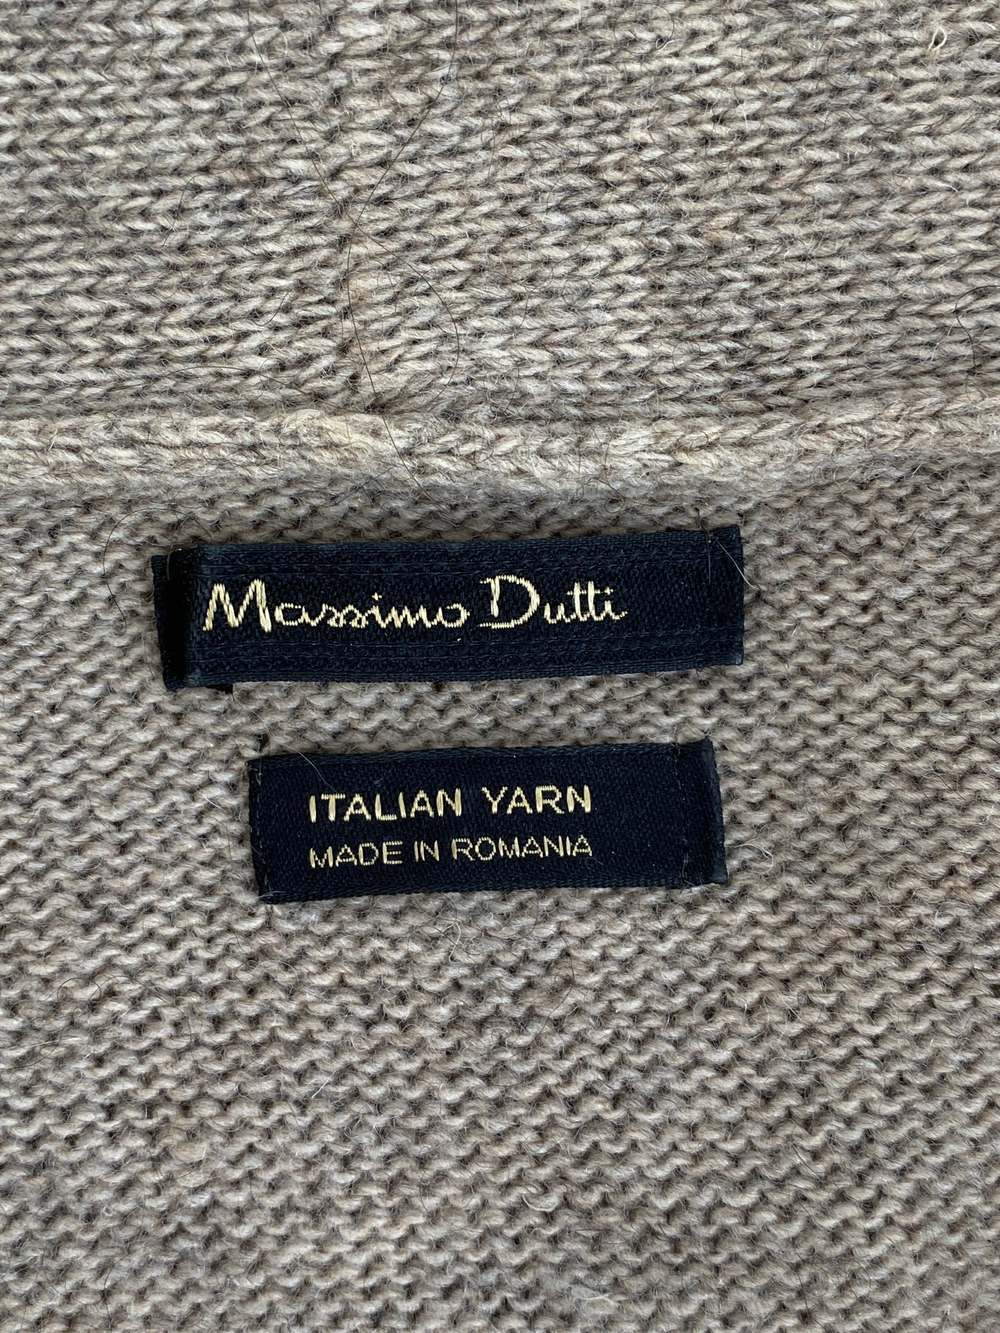 Massimo Dutti
ITALIAN YARN
MADE IN ROMANIA